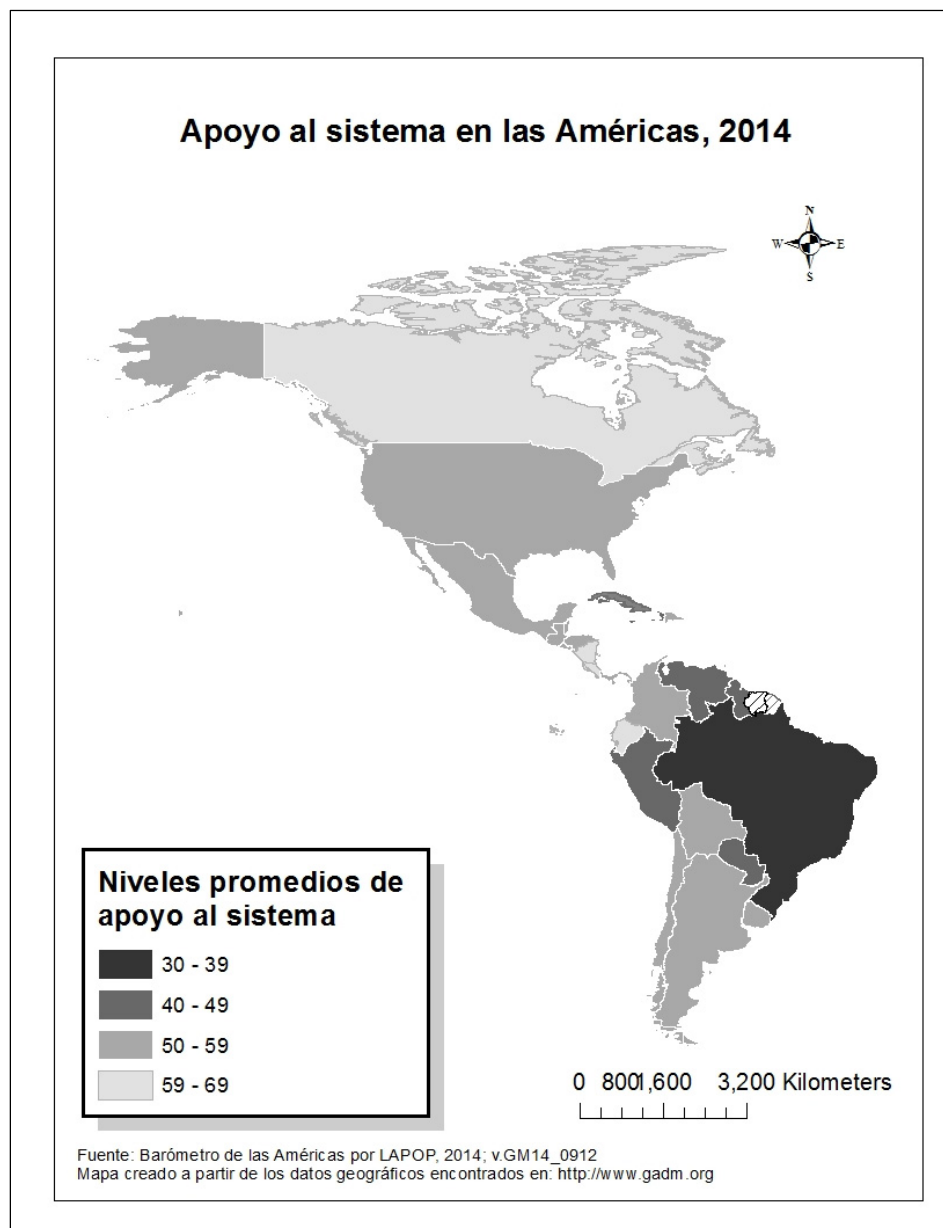 Apoyo al sistema en las Américas, 2014
N
W E
S
Niveles promedios de
apoyo al sistema
30 - 39
40 - 49
50 - 59
59 - 69
0 800 1,600 3,200 Kilometers
Fuente: Barómetro de las Américas por LAPOP, 2014; v.GM14_0912
Mapa creado a partir de los datos geográficos encontrados en: http://www.gadm.org